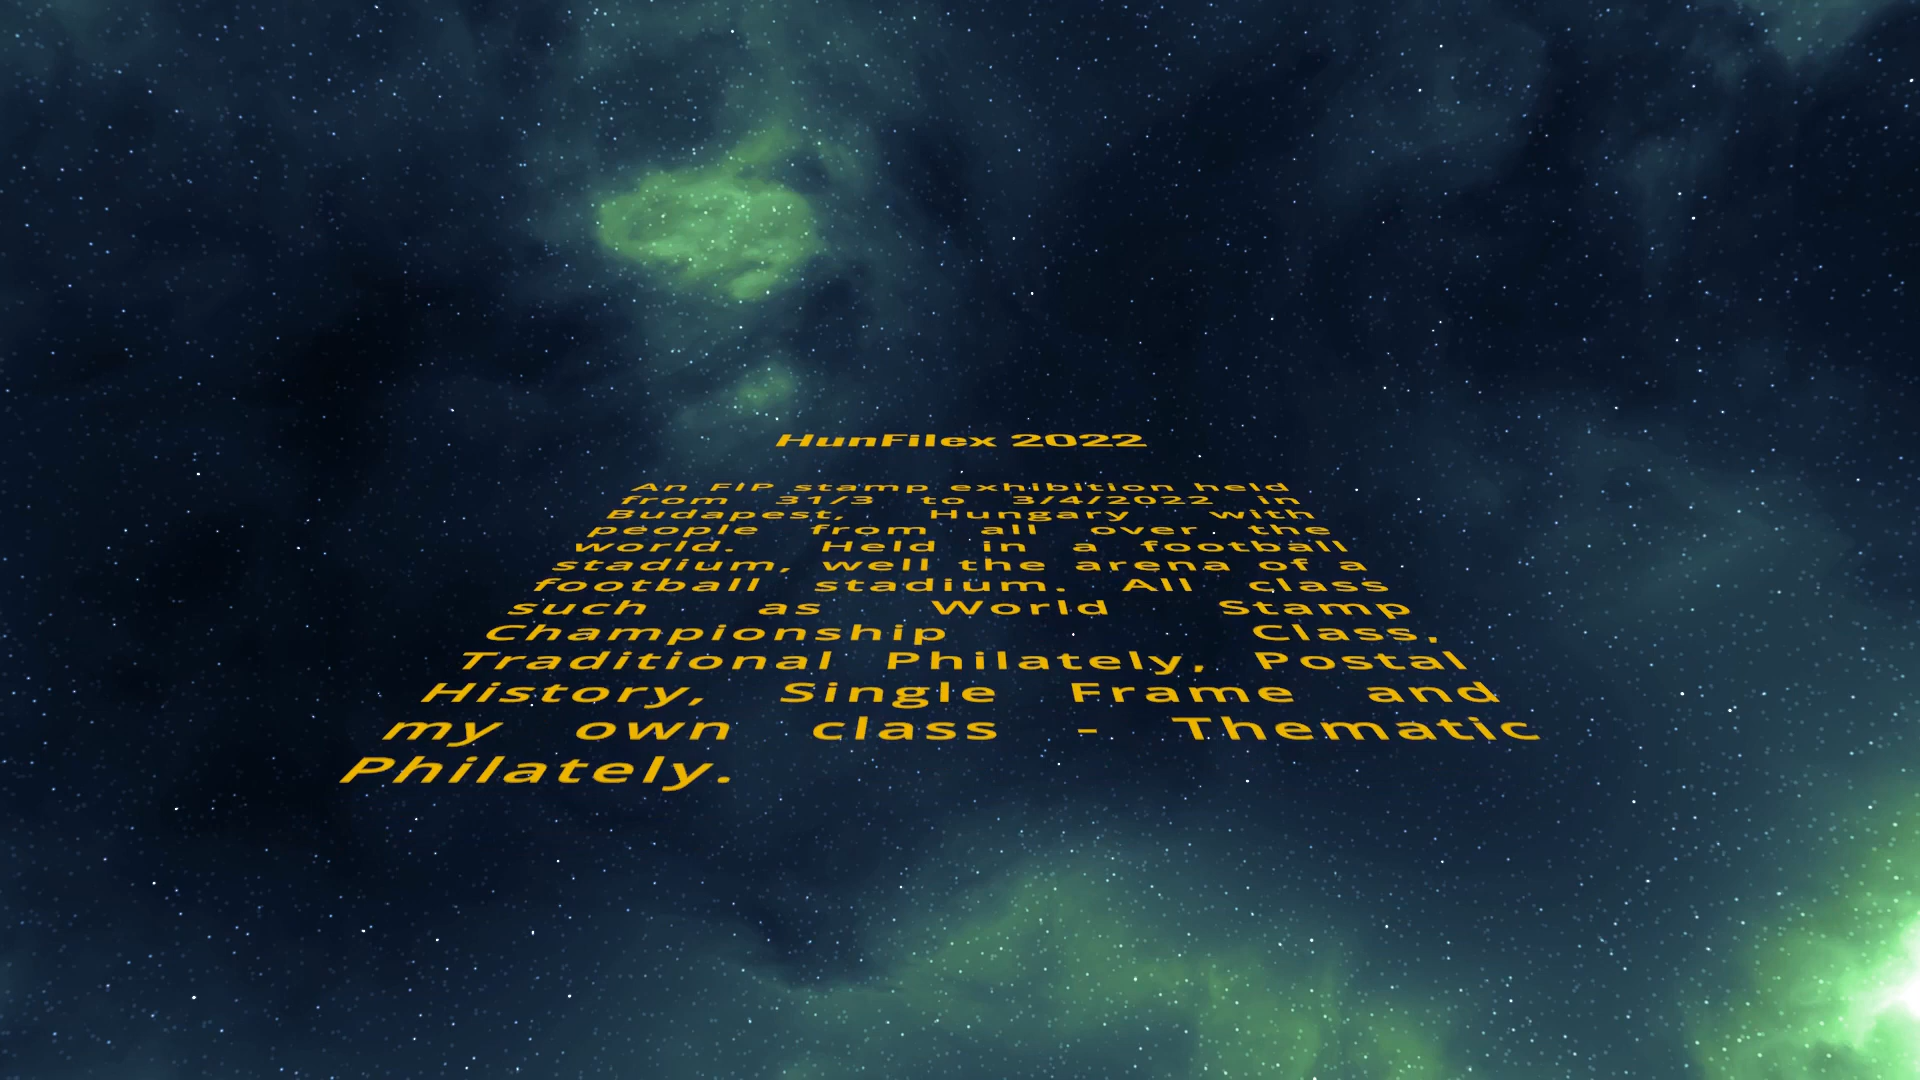 HunFilex 2022
An FIP stamp exhibition held
from 31/3 to 3/4/2022 in
Budapest, Hungary with
people from all over the
world. Held in a football
stadium, well the arena of a
football stadium. All class
such as World Stamp
Championship Class,
Traditional Philately, Postal
History, Single Frame and
my own class - Thematic
Philately.